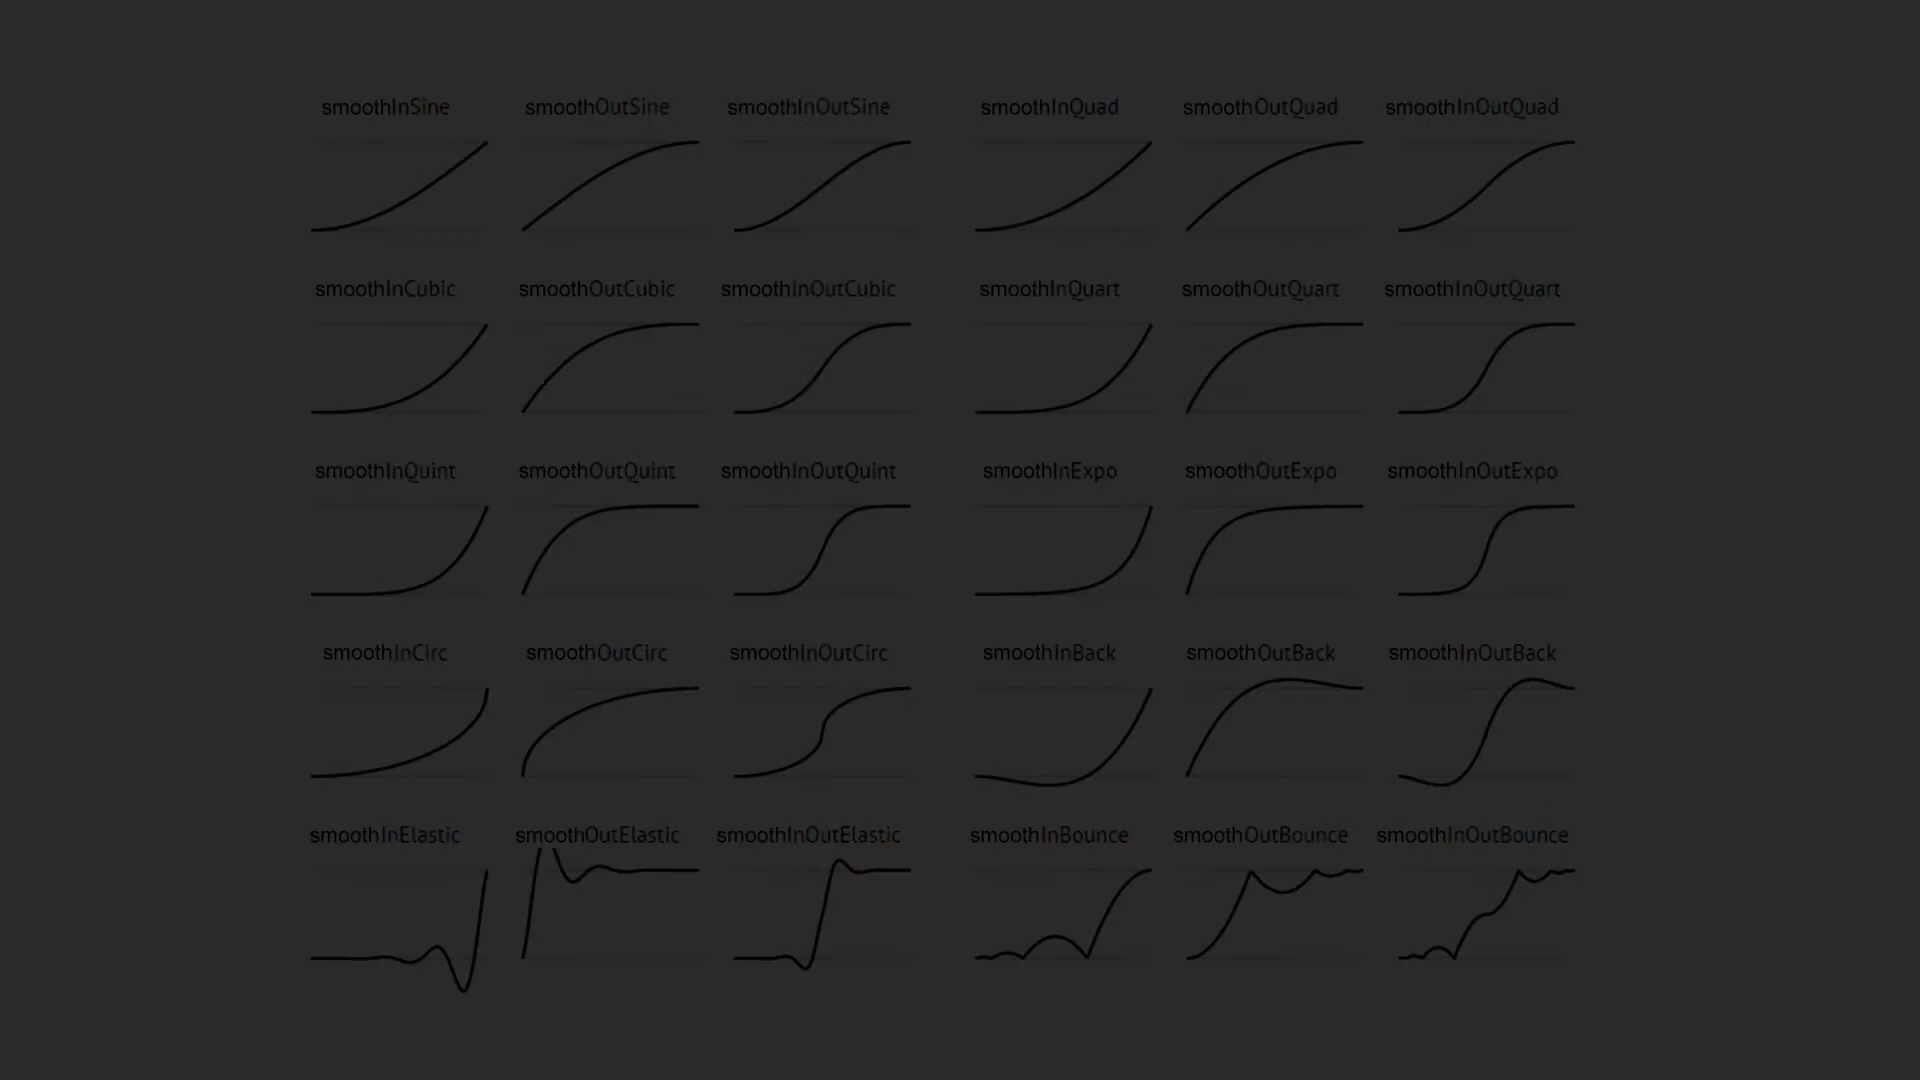 smoothInSine smoothOutSine smoothInOutSine smoothInQuad smoothOutQuad smoothInOutQuad
smoothInCubic smoothOutCubic smoothInOutCubic smoothInQuart smoothOutQuart smoothInOutQuart
smoothInQuint smoothOutQuint smoothInOutQuint smoothInExpo smoothOutExpo smoothInOutExpo
smoothInCirc smoothOutCirc smoothInOutCirc smoothInBack smoothOutBack smoothInOutBack
smoothInElastic smoothOutElastic smoothInOutElastic smoothInBounce smoothOutBounce smoothInOutBounce